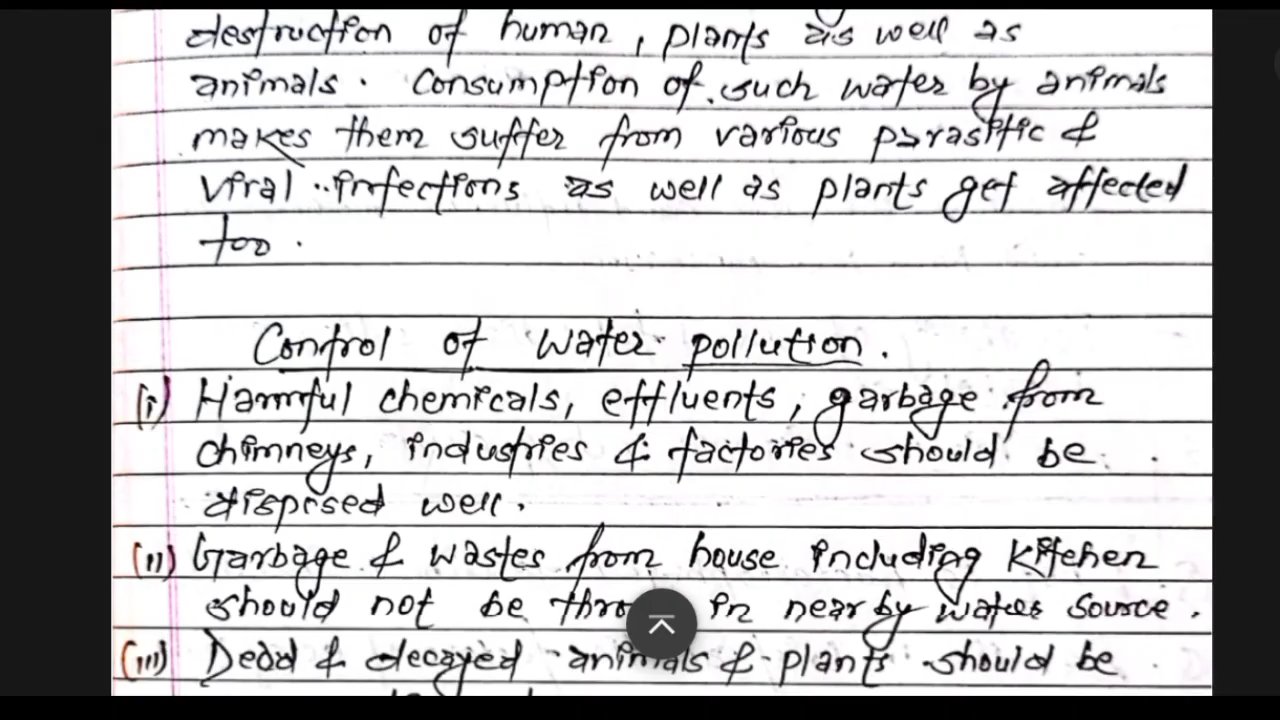 destruction of human, plants as well as
animals. Consumption of such water by animals
makes them suffer from various parasitic &
viral infections as well as plants get affected
too.
Control of water pollution.
(i) Harmful chemicals, effluents, garbage from
chimneys, industries & factories should be
disposed well.
(ii) Garbage & wastes from house including kitchen
should not be in nearby water source.
(iii) Dead & decayed animals & plants should be